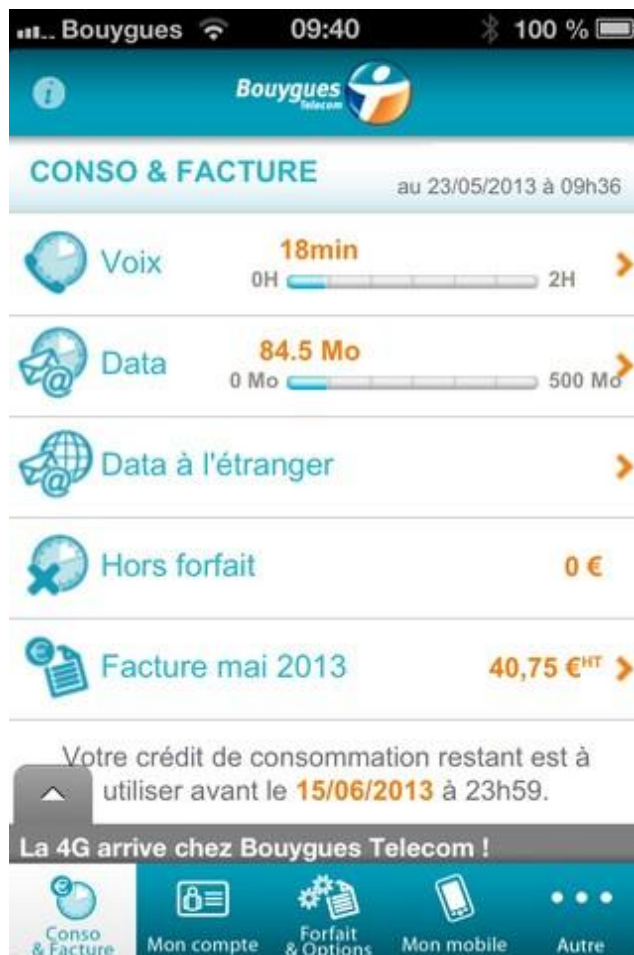 Bouygues 09:40 100 %
i
Bouygues
Telecom
CONSO & FACTURE au 23/05/2013 à 09h36
Voix 18min
0H 2H
Data 84.5 Mo
0 Mo 500 Mo
Data à l'étranger
Hors forfait 0 €
Facture mai 2013 40,75 €HT
Votre crédit de consommation restant est à
utiliser avant le 15/06/2013 à 23h59.
La 4G arrive chez Bouygues Telecom !
Conso
& Facture
Mon compte
Forfait
& Options
Mon mobile
Autre